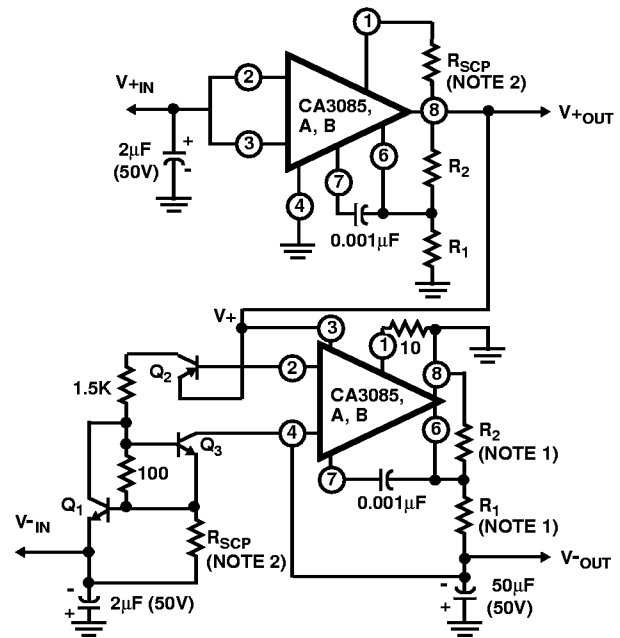 1
R_SCP
(NOTE 2)
V+IN
2
CA3085,
A, B
8
V+OUT
3
6
2μF
(50V)
+
-
7
R2
4
0.001μF
R1
V+
3
1
10
Q2
2
8
1.5K
CA3085,
A, B
Q3
4
6
R2
(NOTE 1)
100
7
0.001μF
Q1
R1
(NOTE 1)
V-IN
R_SCP
(NOTE 2)
V-OUT
-
+
2μF (50V)
-
+
50μF
(50V)